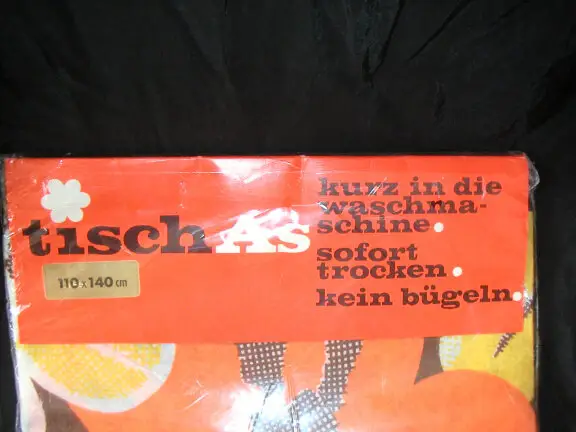 tischAs
110 x 140 cm
kurz in die
waschma-
schine.
sofort
trocken.
kein bügeln.